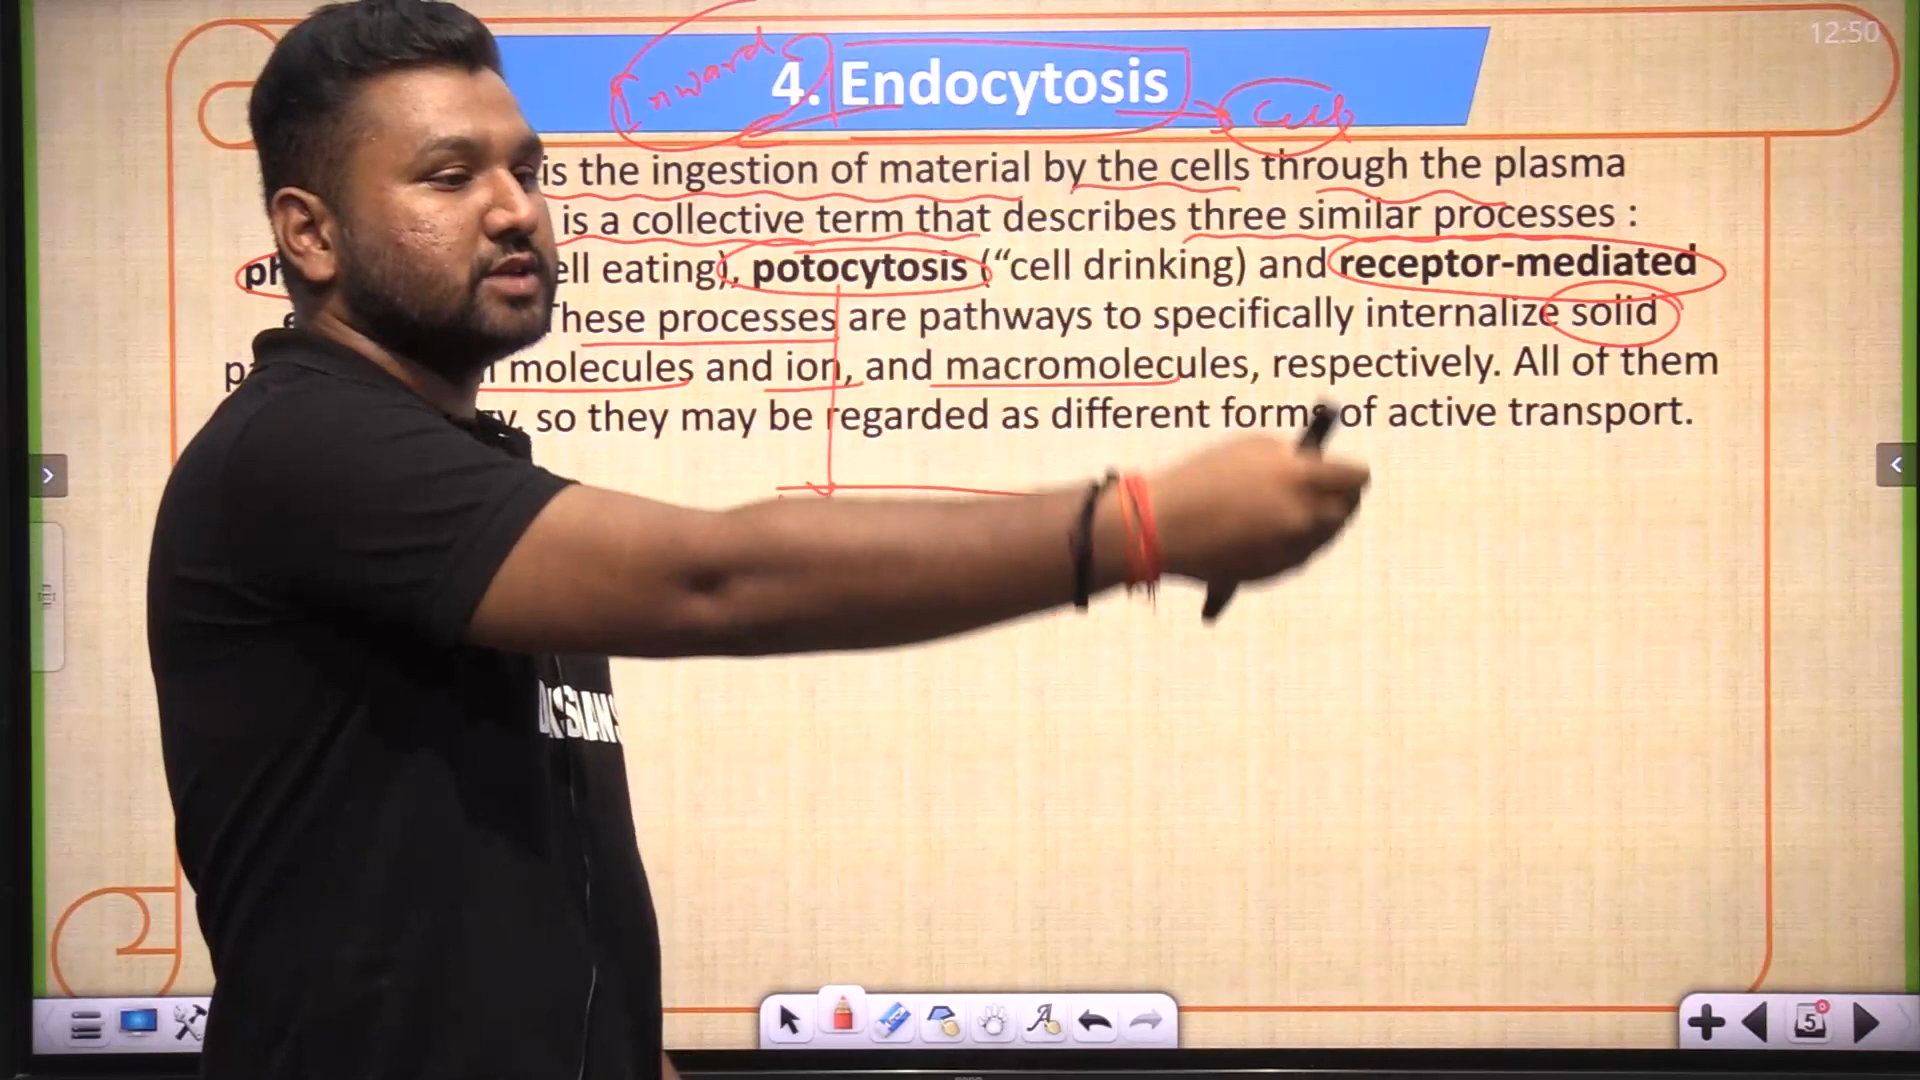 12:50
Inward
4. Endocytosis
Cell
is the ingestion of material by the cells through the plasma
is a collective term that describes three similar processes :
ph ell eating), potocytosis (“cell drinking) and receptor-mediated
These processes are pathways to specifically internalize solid
molecules and ion, and macromolecules, respectively. All of them
so they may be regarded as different forms of active transport.
5